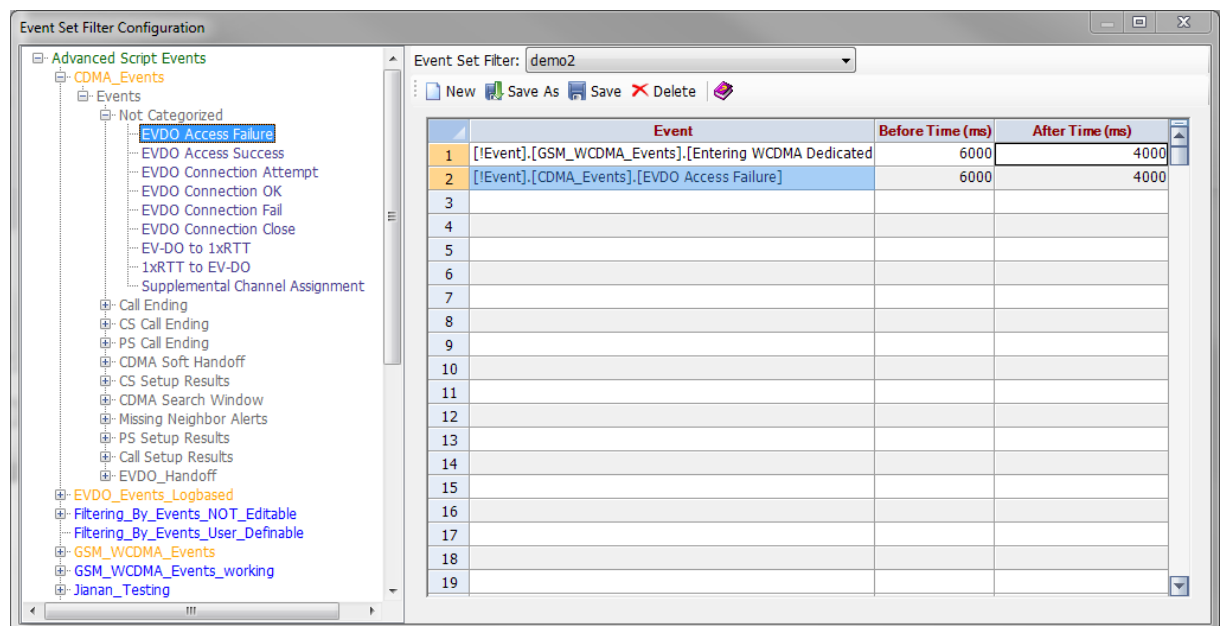 Event Set Filter Configuration
Advanced Script Events
CDMA_Events
Events
Not Categorized
EVDO Access Failure
EVDO Access Success
EVDO Connection Attempt
EVDO Connection OK
EVDO Connection Fail
EVDO Connection Close
EV-DO to 1xRTT
1xRTT to EV-DO
Supplemental Channel Assignment
Call Ending
CS Call Ending
PS Call Ending
CDMA Soft Handoff
CS Setup Results
CDMA Search Window
Missing Neighbor Alerts
PS Setup Results
Call Setup Results
EVDO_Handoff
EVDO_Events_Logbased
Filtering_By_Events_NOT_Editable
Filtering_By_Events_User_Definable
GSM_WCDMA_Events
GSM_WCDMA_Events_working
Jianan_Testing
Event Set Filter: demo2
New Save As Save Delete
Event Before Time (ms) After Time (ms)
1 [!Event].[GSM_WCDMA_Events].[Entering WCDMA Dedicated 6000 4000
2 [!Event].[CDMA_Events].[EVDO Access Failure] 6000 4000
3
4
5
6
7
8
9
10
11
12
13
14
15
16
17
18
19